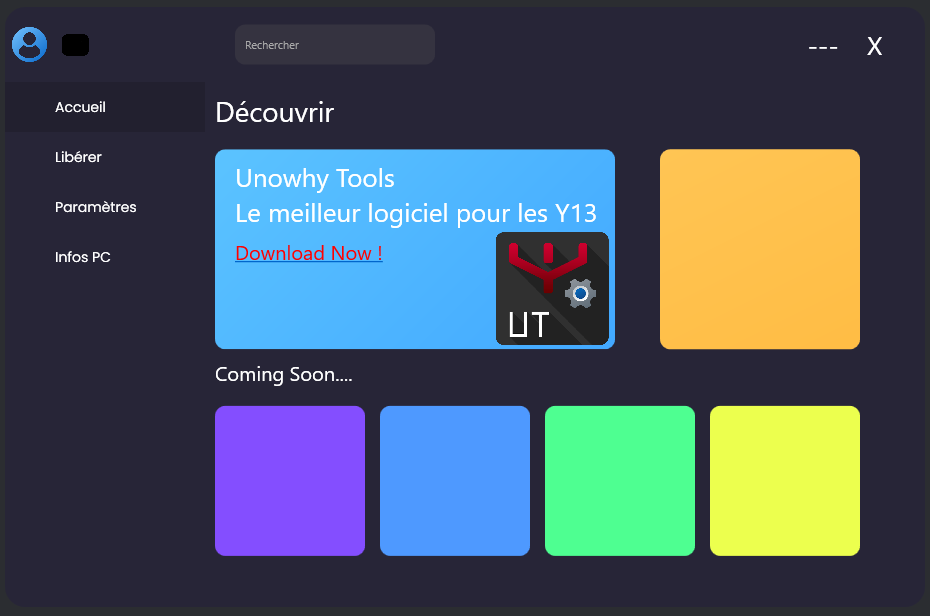 Rechercher
---
X
Accueil
Libérer
Paramètres
Infos PC
Découvrir
Unowhy Tools
Le meilleur logiciel pour les Y13
Download Now !
UT
Coming Soon....